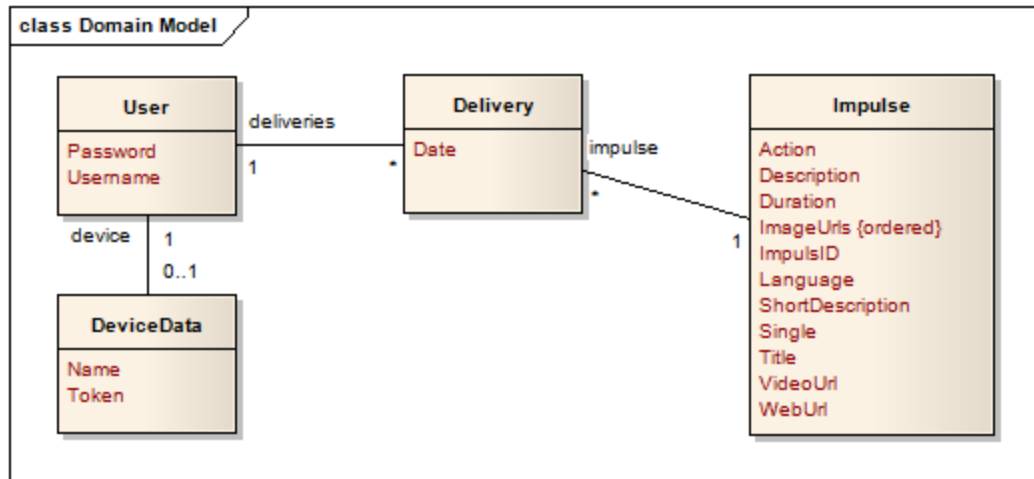 class Domain Model
User
Password
Username
deliveries
1
*
Delivery
Date
impulse
*
1
Impulse
Action
Description
Duration
ImageUrls {ordered}
ImpulsID
Language
ShortDescription
Single
Title
VideoUrl
WebUrl
device
1
0..1
DeviceData
Name
Token